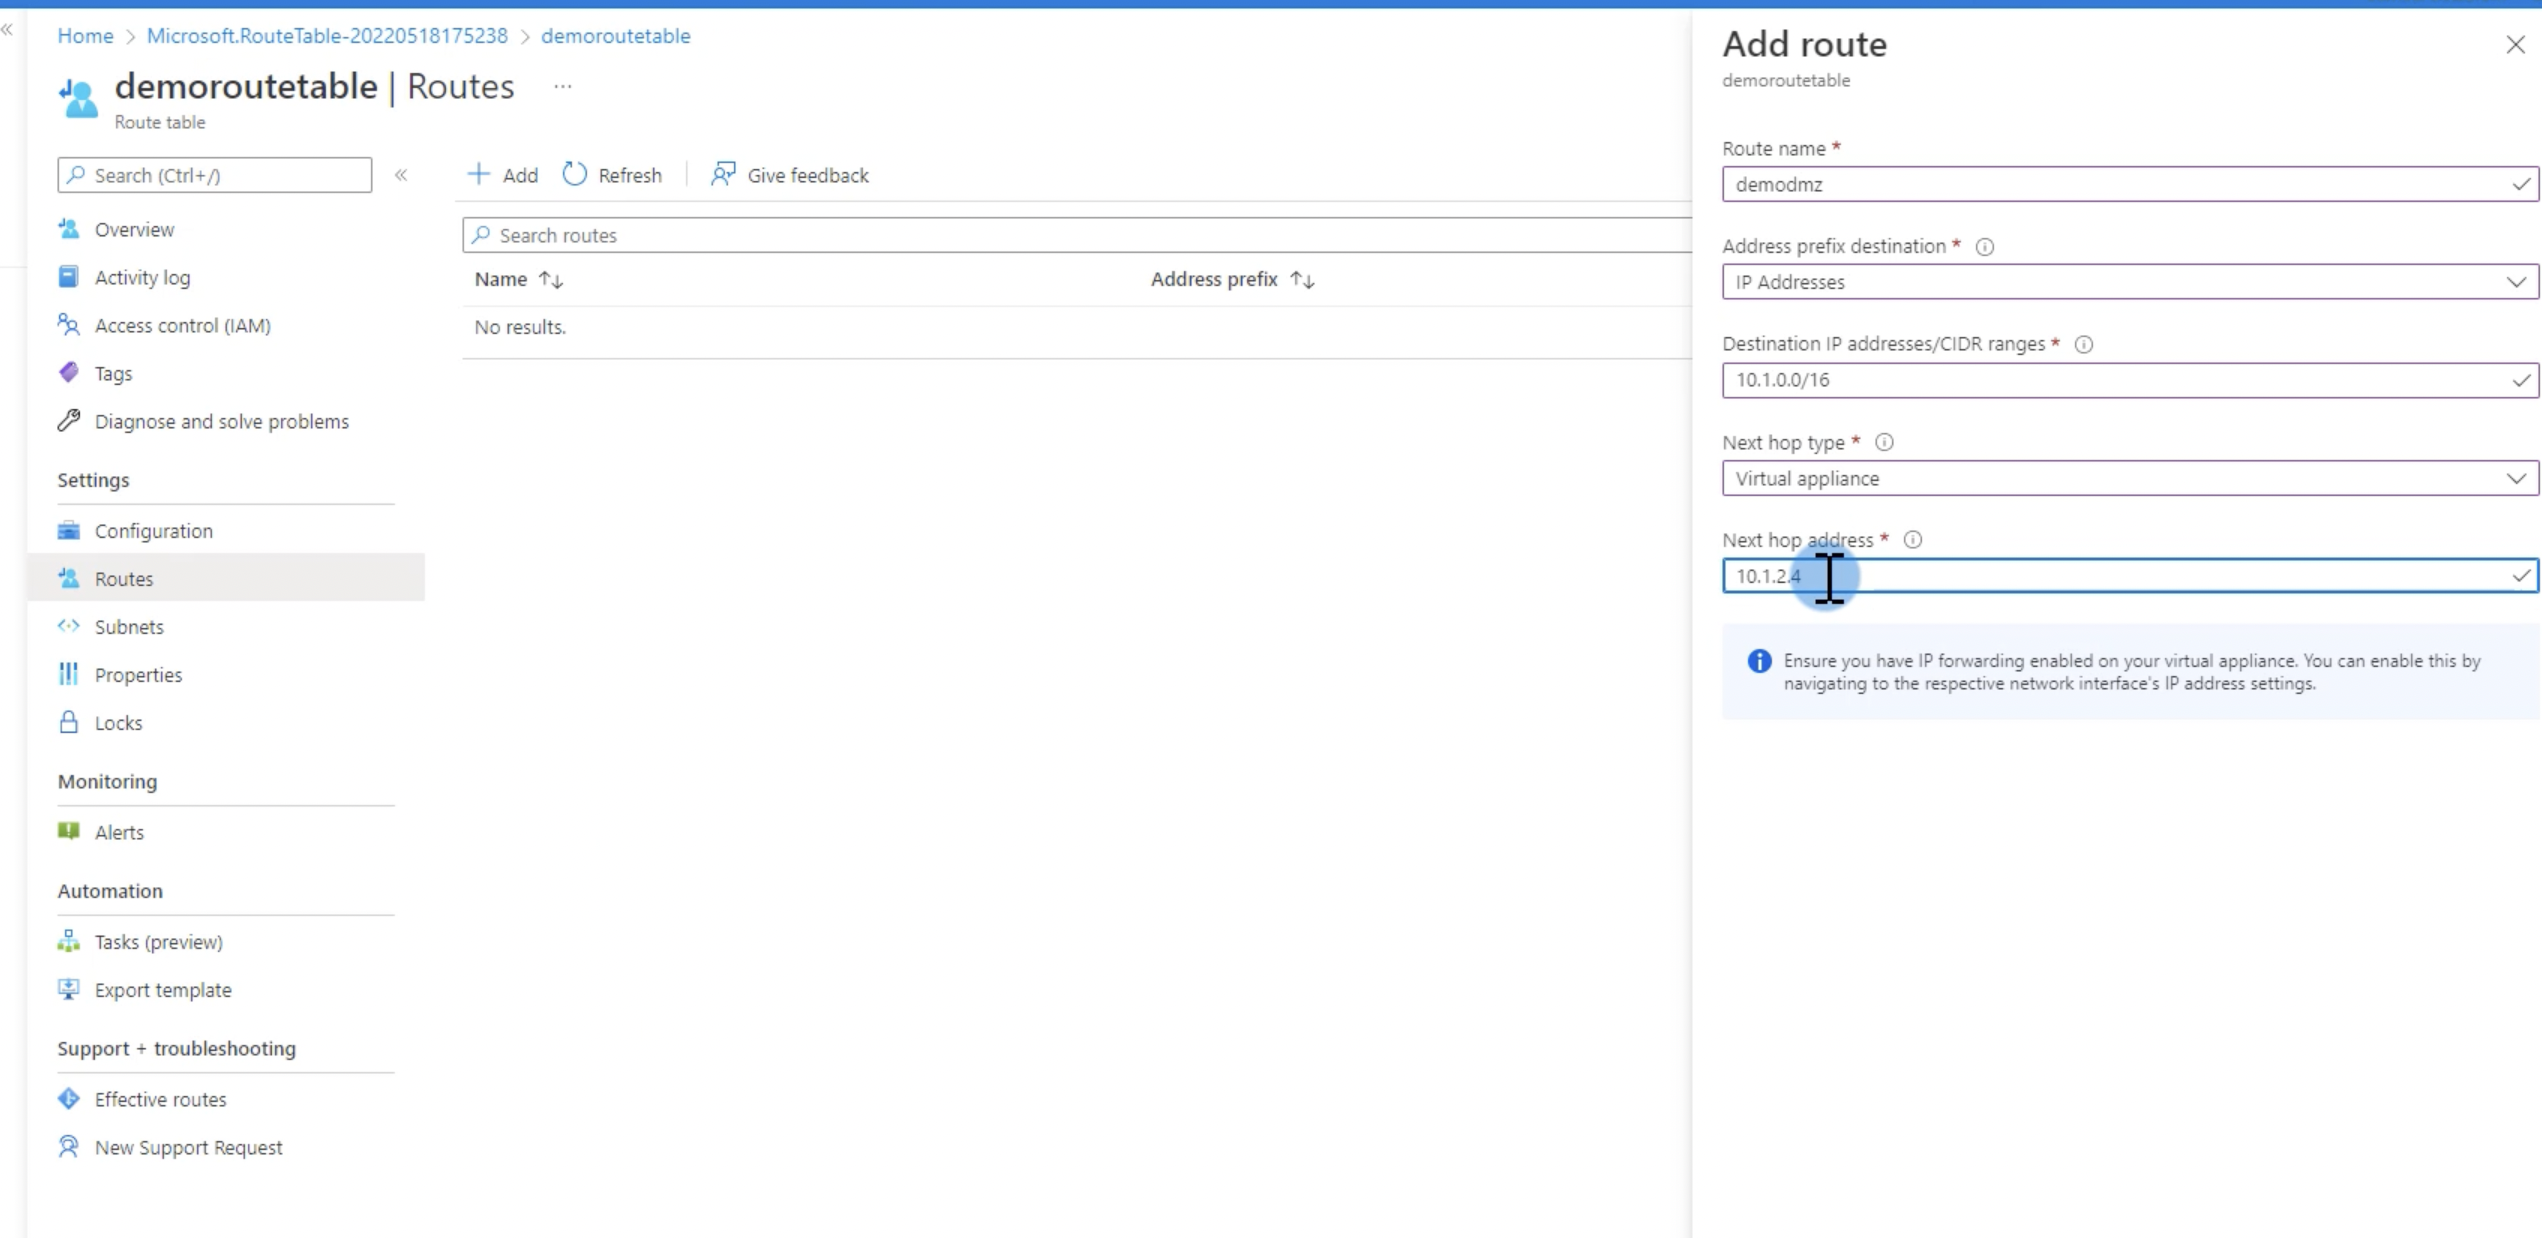 Home > Microsoft.RouteTable-20220518175238 > demoroutetable
demoroutetable | Routes ...
Route table
Search (Ctrl+/)
Overview
Activity log
Access control (IAM)
Tags
Diagnose and solve problems
Settings
Configuration
Routes
Subnets
Properties
Locks
Monitoring
Alerts
Automation
Tasks (preview)
Export template
Support + troubleshooting
Effective routes
New Support Request
Add Refresh Give feedback
Search routes
Name Address prefix
No results.
Add route
demoroutetable
Route name *
demodmz
Address prefix destination *
IP Addresses
Destination IP addresses/CIDR ranges *
10.1.0.0/16
Next hop type *
Virtual appliance
Next hop address *
10.1.2.4
Ensure you have IP forwarding enabled on your virtual appliance. You can enable this by
navigating to the respective network interface's IP address settings.